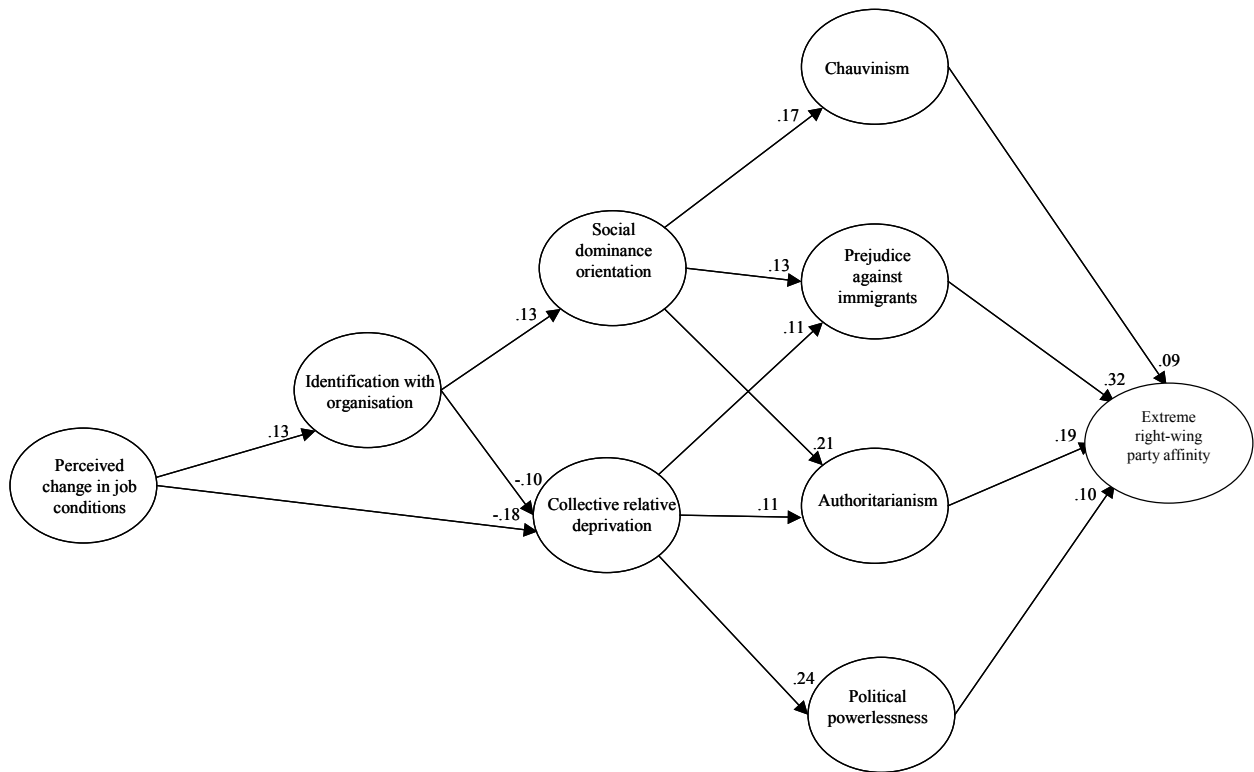 Chauvinism
.17
Social
dominance
orientation
.13
Prejudice
against
immigrants
.13
.11
Identification with
organisation
.13
.09
.32
Extreme
right-wing
party affinity
.19
.10
Perceived
change in job
conditions
-.10
-.18
Collective relative
deprivation
.21
.11
Authoritarianism
.24
Political
powerlessness